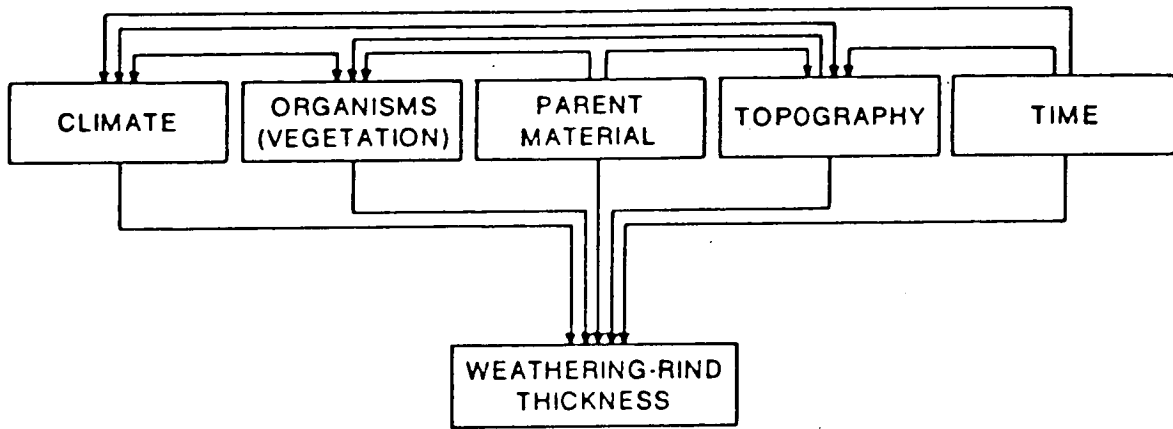 CLIMATE
ORGANISMS
(VEGETATION)
PARENT
MATERIAL
TOPOGRAPHY
TIME
WEATHERING-RIND
THICKNESS